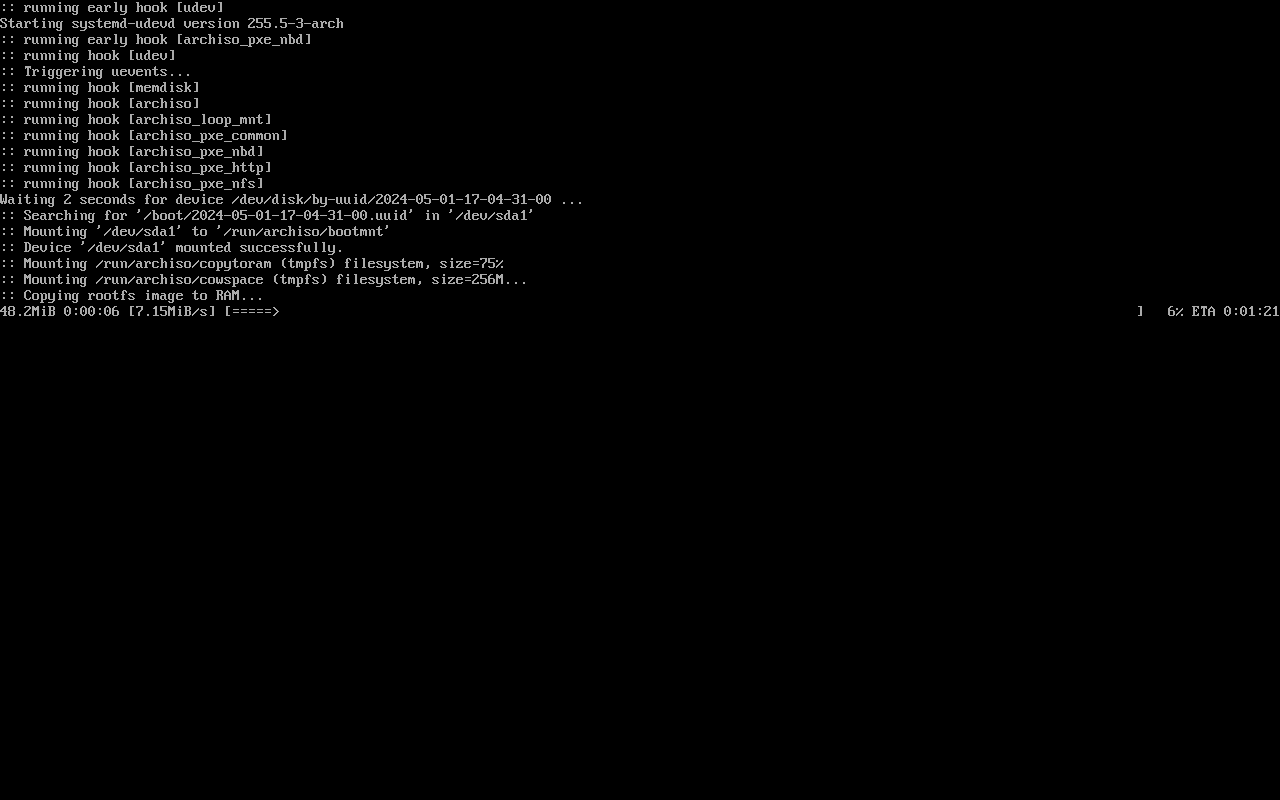 :: running early hook [udev]
Starting systemd-udevd version 255.5-3-arch
:: running early hook [archiso_pxe_nbd]
:: running hook [udev]
:: Triggering uevents...
:: running hook [memdisk]
:: running hook [archiso]
:: running hook [archiso_loop_mnt]
:: running hook [archiso_pxe_common]
:: running hook [archiso_pxe_nbd]
:: running hook [archiso_pxe_http]
:: running hook [archiso_pxe_nfs]
Waiting 2 seconds for device /dev/disk/by-uuid/2024-05-01-17-04-31-00 ...
:: Searching for '/boot/2024-05-01-17-04-31-00.uuid' in '/dev/sda1'
:: Mounting '/dev/sda1' to '/run/archiso/bootmnt'
:: Device '/dev/sda1' mounted successfully.
:: Mounting /run/archiso/copytoram (tmpfs) filesystem, size=75%
:: Mounting /run/archiso/cowspace (tmpfs) filesystem, size=256M...
:: Copying rootfs image to RAM...
48.2MiB 0:00:06 [7.15MiB/s] [=====> ] 6% ETA 0:01:21